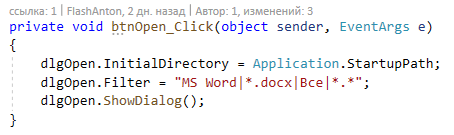 ссылка: 1 | FlashAnton, 2 дн. назад | Автор: 1, изменений: 3
private void btnOpen_Click(object sender, EventArgs e)
{
    dlgOpen.InitialDirectory = Application.StartupPath;
    dlgOpen.Filter = "MS Word|*.docx|Все|*.*";
    dlgOpen.ShowDialog();
}